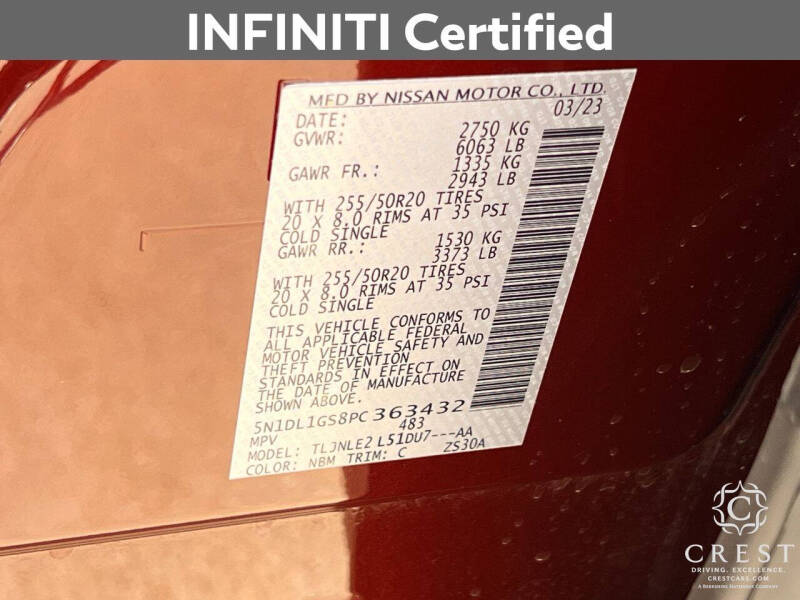 INFINITI Certified
MFD BY NISSAN MOTOR CO., LTD.
DATE: 03/23
GVWR: 2750 KG
6063 LB
GAWR FR.: 1335 KG
2943 LB
WITH 255/50R20 TIRES
20 X 8.0 RIMS AT 35 PSI
COLD SINGLE
GAWR RR.: 1530 KG
3373 LB
WITH 255/50R20 TIRES
20 X 8.0 RIMS AT 35 PSI
COLD SINGLE
THIS VEHICLE CONFORMS TO
ALL APPLICABLE FEDERAL
MOTOR VEHICLE SAFETY AND
THEFT PREVENTION
STANDARDS IN EFFECT ON
THE DATE OF MANUFACTURE
SHOWN ABOVE.
5N1DL1GS8PC363432
MPV 483
MODEL: TLJNLE2 L51DU7---AA
COLOR: NBM TRIM: C ZS30A
C
CREST
DRIVING. EXCELLENCE.
CRESTCARS.COM
A BERKSHIRE HATHAWAY COMPANY